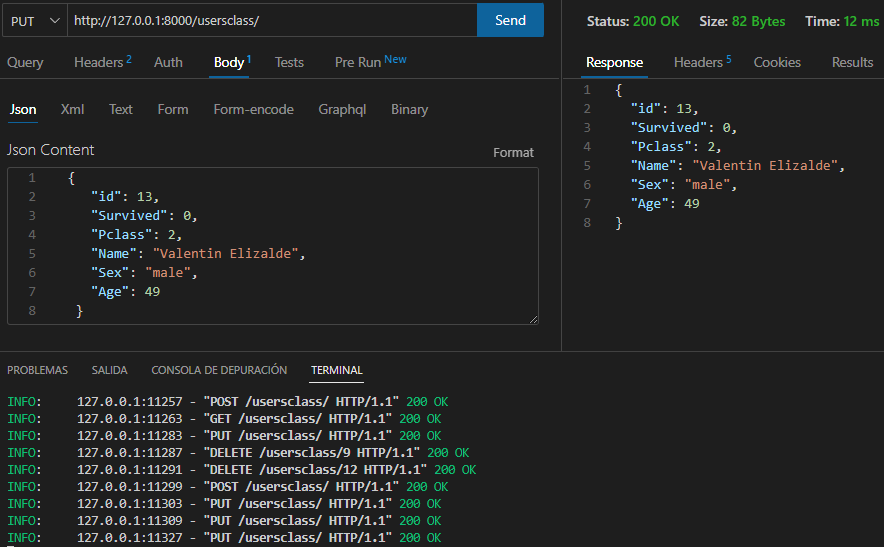 PUT http://127.0.0.1:8000/usersclass/ Send
Query Headers 2 Auth Body 1 Tests Pre Run New
Json Xml Text Form Form-encode Graphql Binary
Json Content Format
1 {
2 "id": 13,
3 "Survived": 0,
4 "Pclass": 2,
5 "Name": "Valentin Elizalde",
6 "Sex": "male",
7 "Age": 49
8 }
Status: 200 OK Size: 82 Bytes Time: 12 ms
Response Headers 5 Cookies Results
1 {
2 "id": 13,
3 "Survived": 0,
4 "Pclass": 2,
5 "Name": "Valentin Elizalde",
6 "Sex": "male",
7 "Age": 49
8 }
PROBLEMAS SALIDA CONSOLA DE DEPURACIÓN TERMINAL
INFO: 127.0.0.1:11257 - "POST /usersclass/ HTTP/1.1" 200 OK
INFO: 127.0.0.1:11263 - "GET /usersclass/ HTTP/1.1" 200 OK
INFO: 127.0.0.1:11283 - "PUT /usersclass/ HTTP/1.1" 200 OK
INFO: 127.0.0.1:11287 - "DELETE /usersclass/9 HTTP/1.1" 200 OK
INFO: 127.0.0.1:11291 - "DELETE /usersclass/12 HTTP/1.1" 200 OK
INFO: 127.0.0.1:11299 - "POST /usersclass/ HTTP/1.1" 200 OK
INFO: 127.0.0.1:11303 - "PUT /usersclass/ HTTP/1.1" 200 OK
INFO: 127.0.0.1:11309 - "PUT /usersclass/ HTTP/1.1" 200 OK
INFO: 127.0.0.1:11327 - "PUT /usersclass/ HTTP/1.1" 200 OK